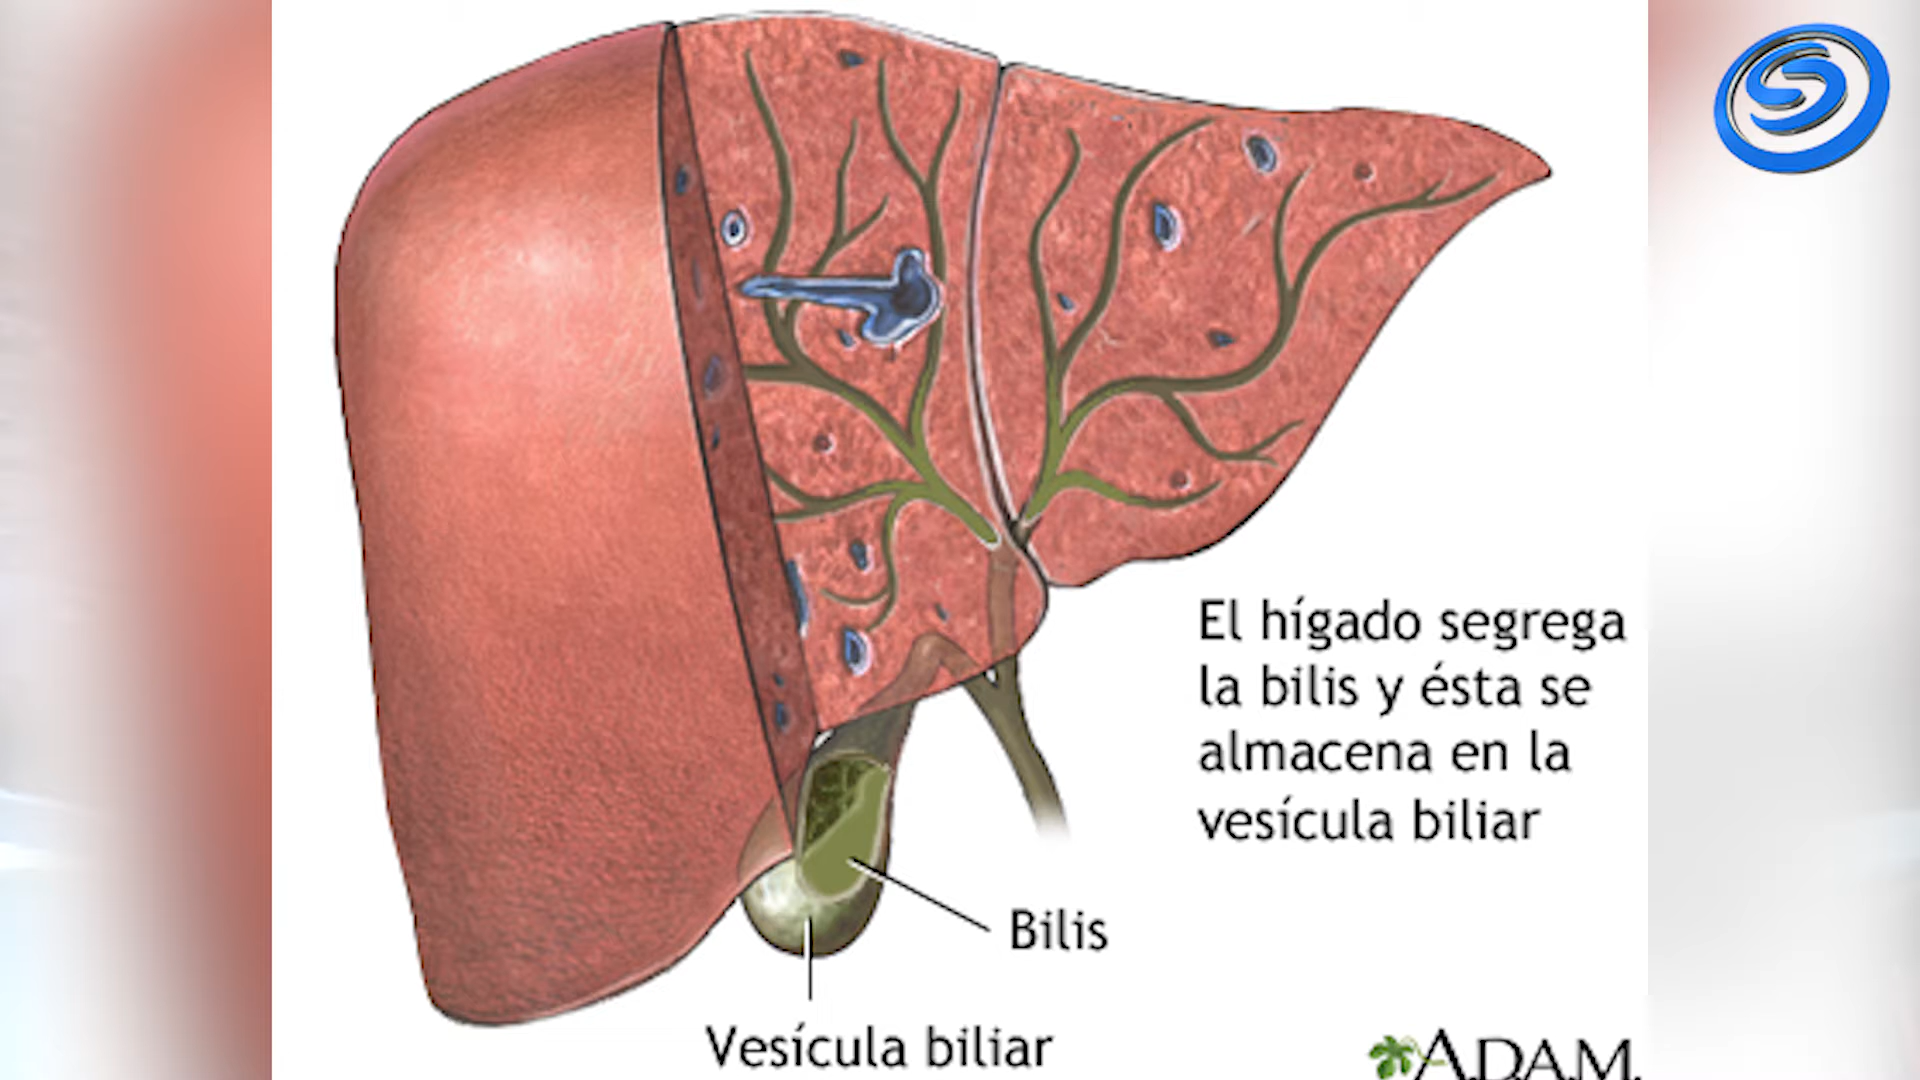 El hígado segrega
la bilis y ésta se
almacena en la
vesícula biliar
Bilis
Vesícula biliar
A.D.A.M.